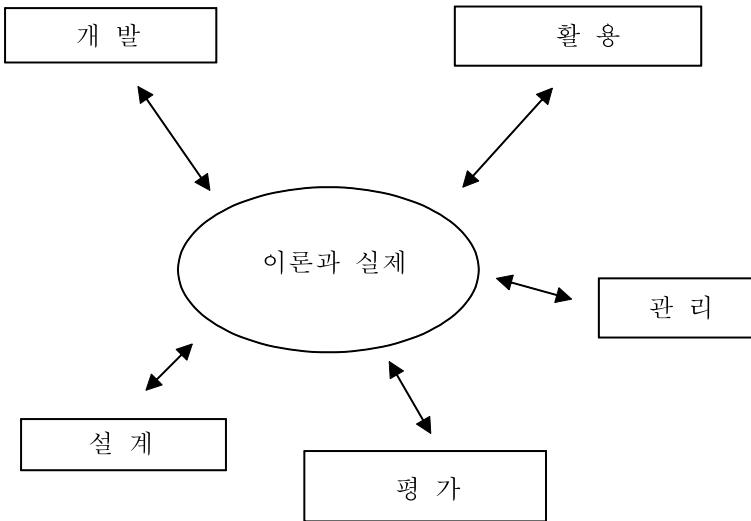 개 발
활 용
이론과 실제
관 리
설 계
평 가